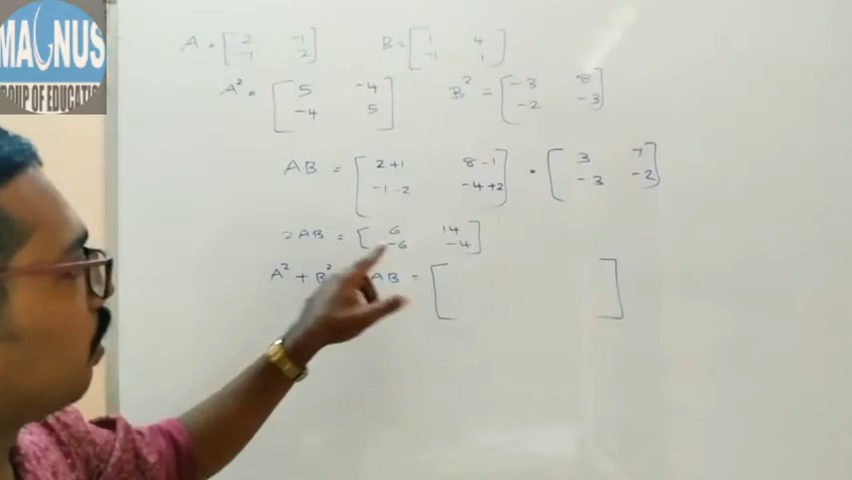 MAGNUS
GROUP OF EDUCATION
A = [ 2 -1 ] B = [ 1 4 ]
[ -1 2 ] [ -1 1 ]
A² = [ 5 -4 ] B² = [ -3 8 ]
[ -4 5 ] [ -2 -3 ]
AB = [ 2+1 8-1 ] = [ 3 7 ]
[ -1-2 -4+2 ] [ -3 -2 ]
2AB = [ 6 14 ]
[ -6 -4 ]
A² + B² AB = [ ]